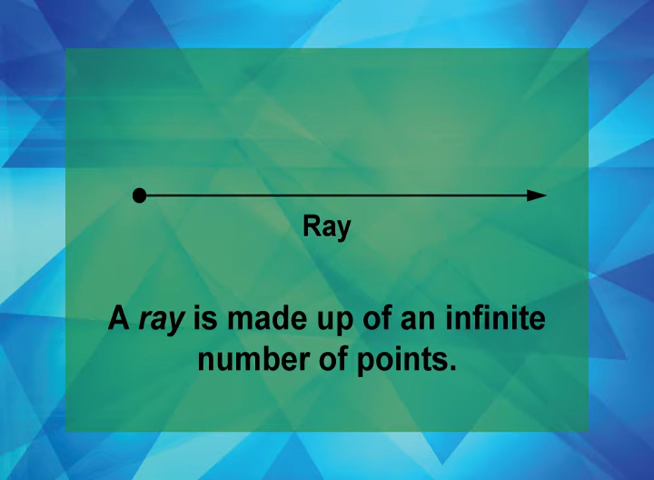 Ray
A ray is made up of an infinite
number of points.